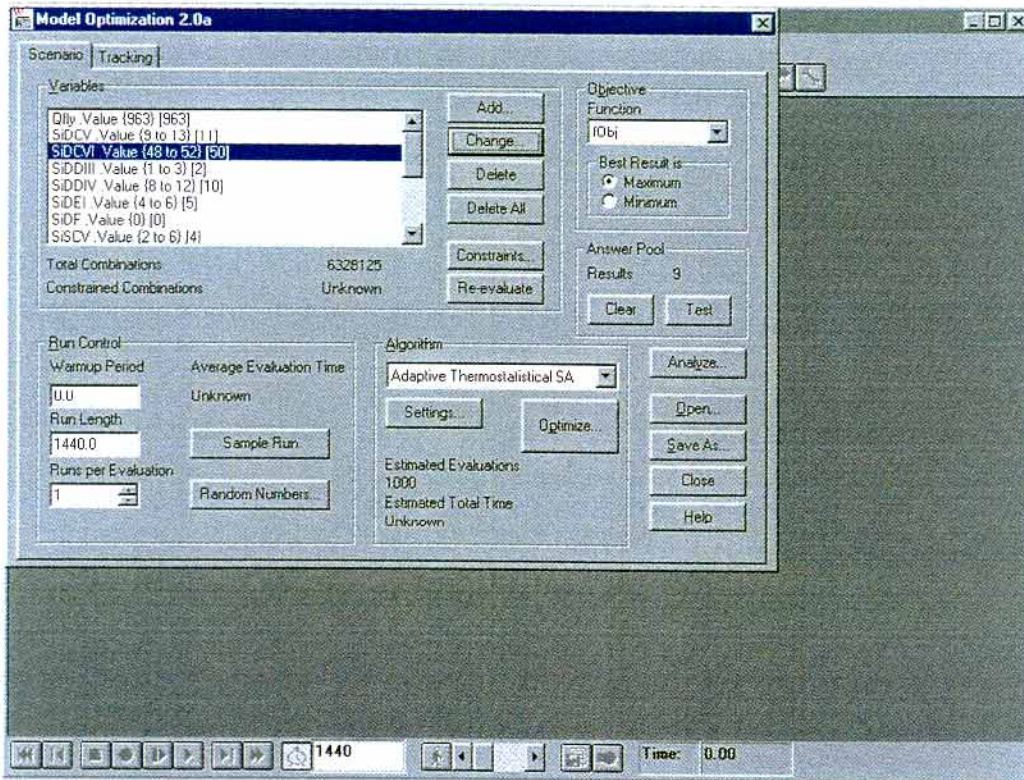 Model Optimization 2.0a
Scenario Tracking
Variables
Qlly .Value {963} [963]
SiDCV .Value {9 to 13} [11]
SiDCVI .Value {48 to 52} [50]
SiDDIII .Value {1 to 3} [2]
SiDDIV .Value {8 to 12} [10]
SiDEI .Value {4 to 6} [5]
SiDF .Value {0} [0]
SiSCV .Value {2 to 6} [4]
Total Combinations 6328125
Constrained Combinations Unknown
Add...
Change...
Delete
Delete All
Constraints...
Re-evaluate
Objective
Function
fObj
Best Result is
Maximum
Minimum
Answer Pool
Results 9
Clear Test
Run Control
Warmup Period Average Evaluation Time
0.0 Unknown
Run Length
1440.0 Sample Run
Runs per Evaluation
1 Random Numbers...
Algorithm
Adaptive Thermostatistical SA
Settings... Optimize...
Estimated Evaluations
1000
Estimated Total Time
Unknown
Analyze...
Open...
Save As...
Close
Help
1440 Time: 0.00